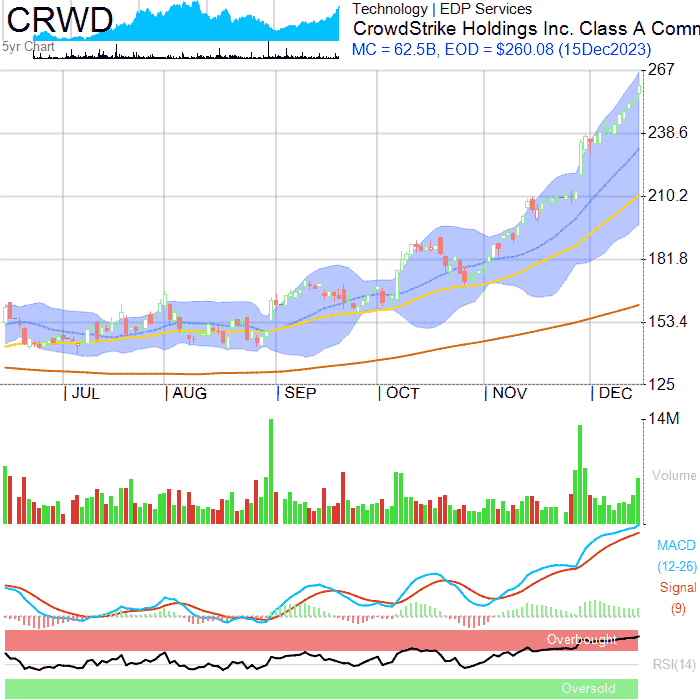 CRWD
5yr Chart
Technology | EDP Services
CrowdStrike Holdings Inc. Class A Comm
MC = 62.5B, EOD = $260.08 (15Dec2023)
267
238.6
210.2
181.8
153.4
125
JUL
AUG
SEP
OCT
NOV
DEC
14M
Volume
MACD
(12-26)
Signal
(9)
Overbought
RSI(14)
Oversold